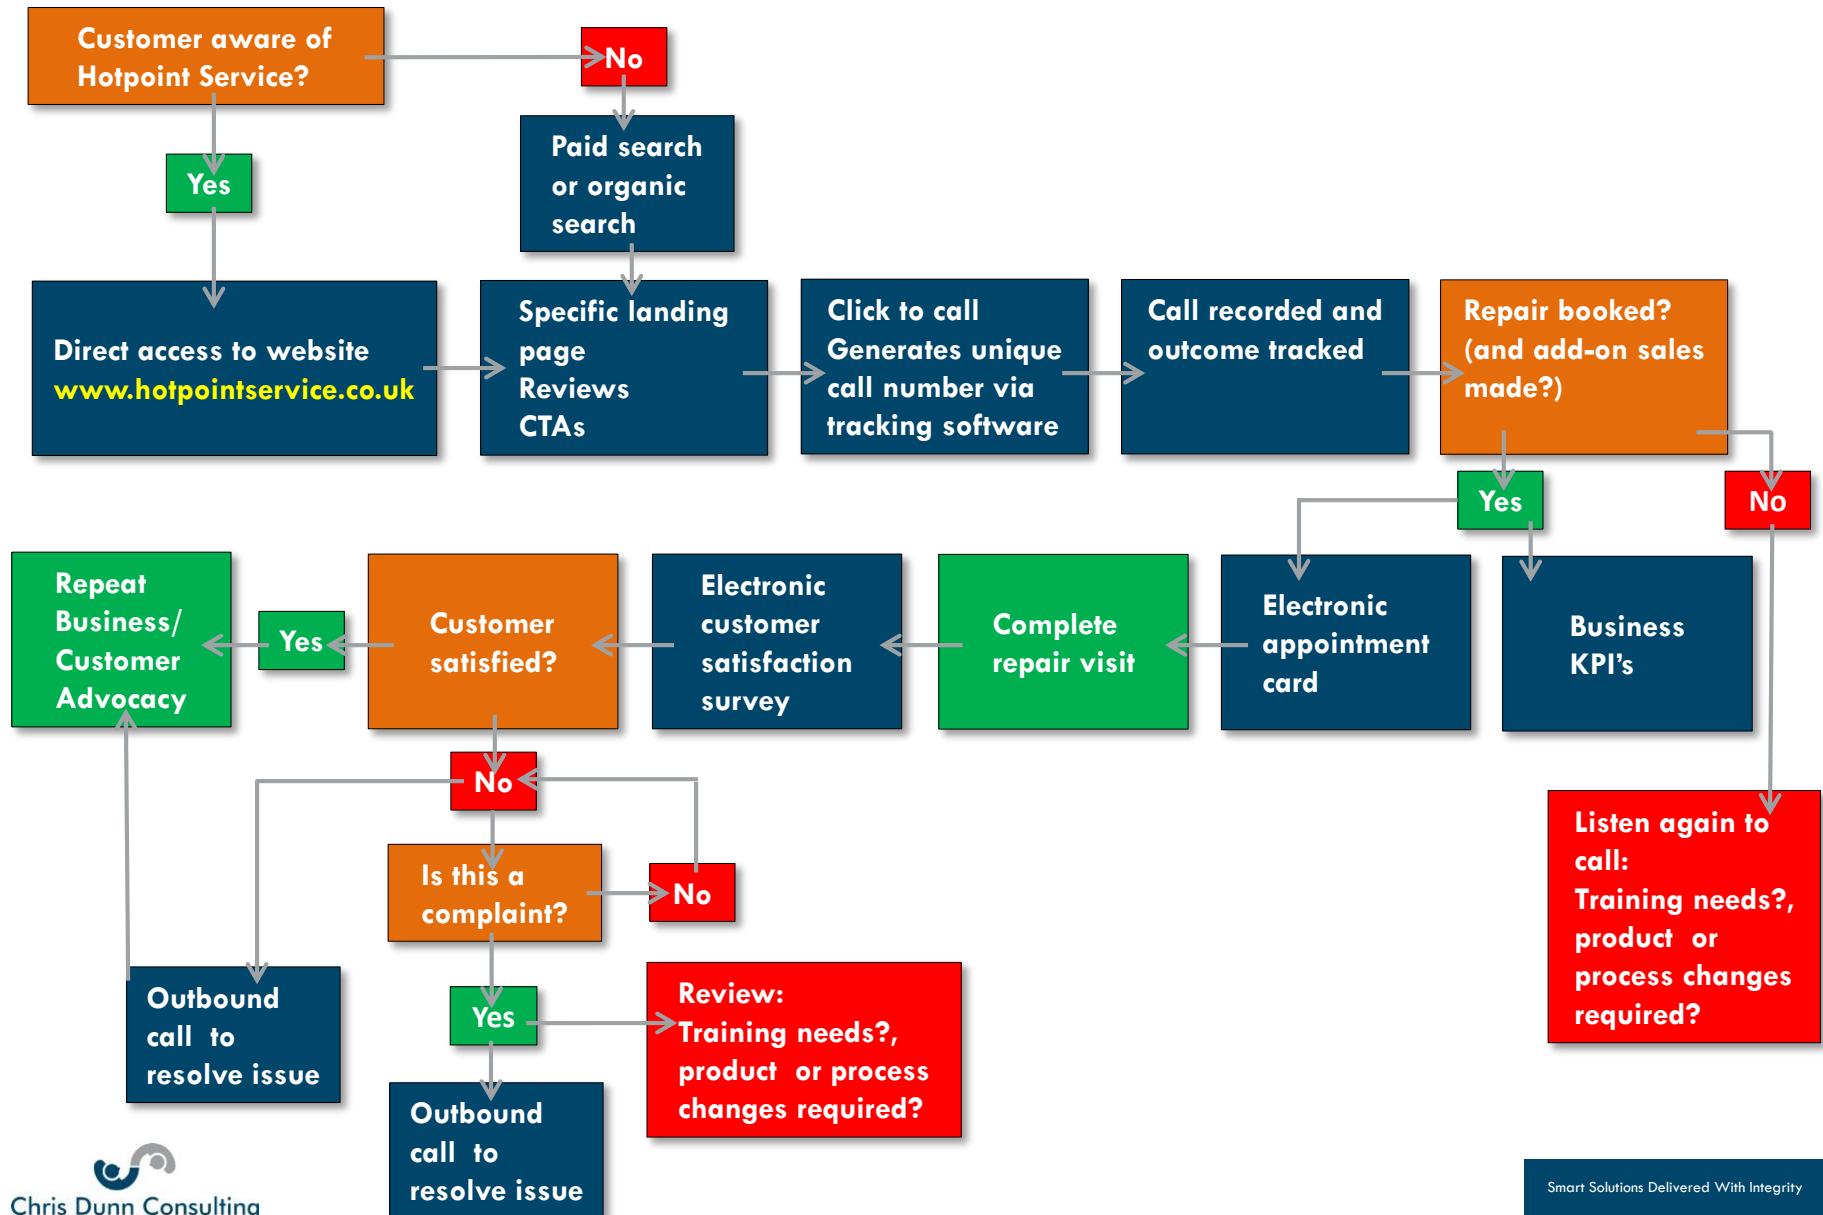 Customer aware of
Hotpoint Service?
No
Yes
Paid search
or organic
search
Direct access to website
www.hotpointservice.co.uk
Specific landing
page
Reviews
CTAs
Click to call
Generates unique
call number via
tracking software
Call recorded and
outcome tracked
Repair booked?
(and add-on sales
made?)
Yes
No
Repeat
Business/
Customer
Advocacy
Yes
Customer
satisfied?
Electronic
customer
satisfaction
survey
Complete
repair visit
Electronic
appointment
card
Business
KPI's
No
Is this a
complaint?
No
Listen again to
call:
Training needs?,
product or
process changes
required?
Outbound
call to
resolve issue
Yes
Review:
Training needs?,
product or process
changes required?
Outbound
call to
resolve issue
Chris Dunn Consulting
Smart Solutions Delivered With Integrity